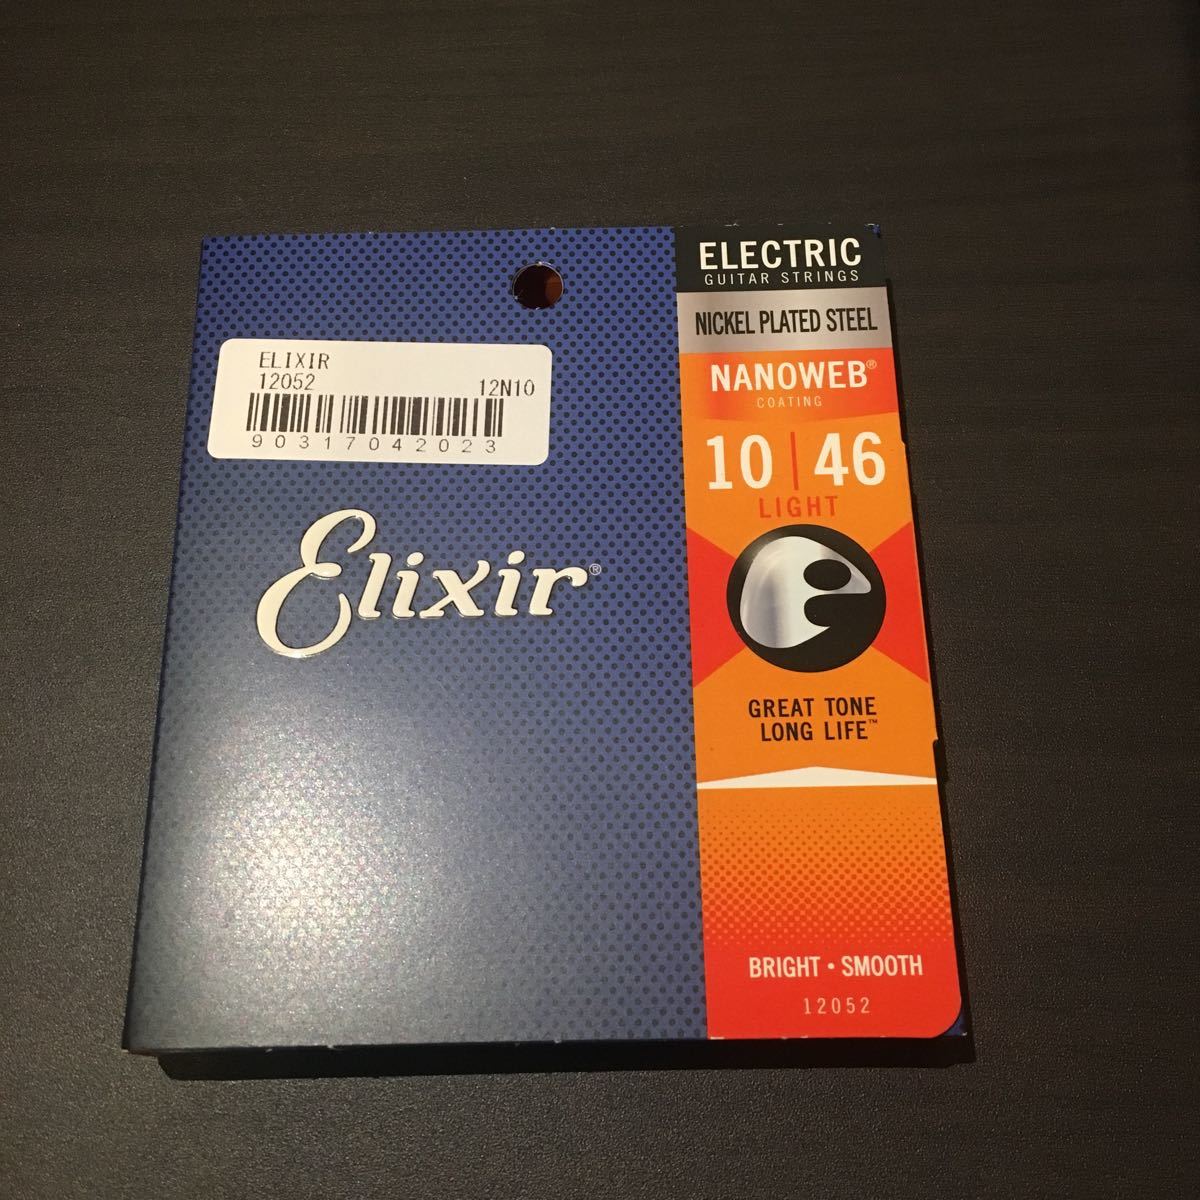 ELIXIR
12052 12N10
90317042023
Elixir®
ELECTRIC
GUITAR STRINGS
NICKEL PLATED STEEL
NANOWEB®
COATING
10 | 46
LIGHT
e
GREAT TONE
LONG LIFE™
BRIGHT • SMOOTH
12052